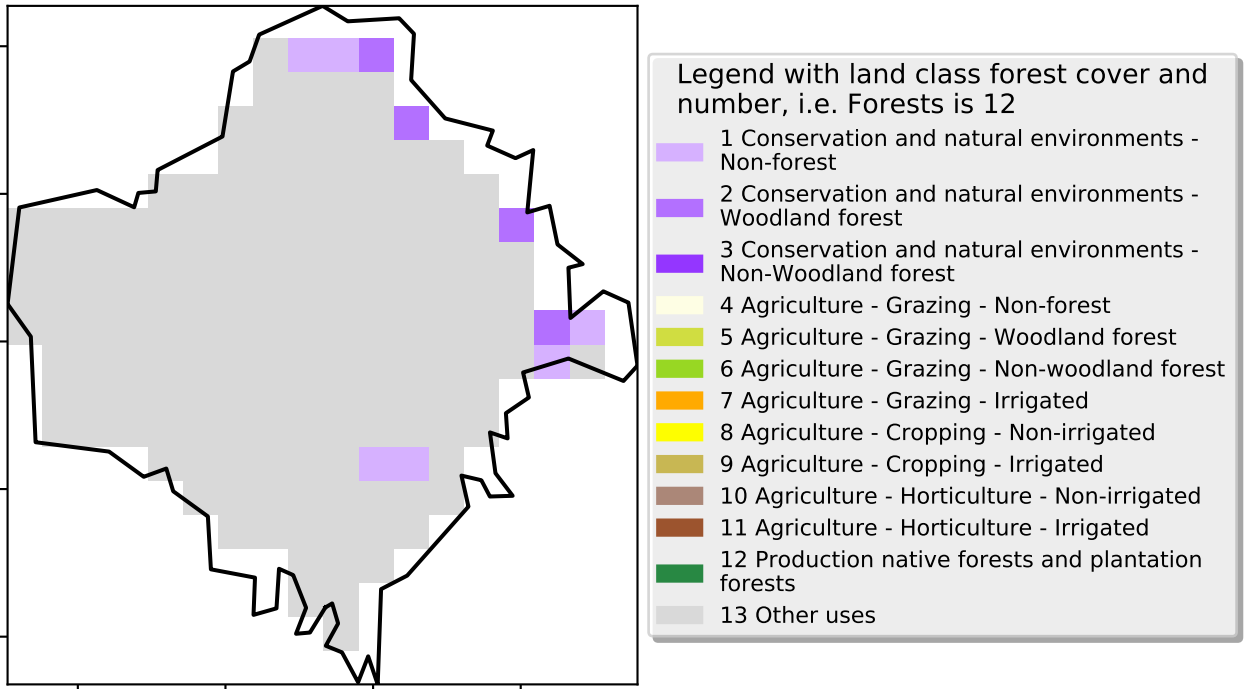 Legend with land class forest cover and
number, i.e. Forests is 12
1 Conservation and natural environments -
Non-forest
2 Conservation and natural environments -
Woodland forest
3 Conservation and natural environments -
Non-Woodland forest
4 Agriculture - Grazing - Non-forest
5 Agriculture - Grazing - Woodland forest
6 Agriculture - Grazing - Non-woodland forest
7 Agriculture - Grazing - Irrigated
8 Agriculture - Cropping - Non-irrigated
9 Agriculture - Cropping - Irrigated
10 Agriculture - Horticulture - Non-irrigated
11 Agriculture - Horticulture - Irrigated
12 Production native forests and plantation
forests
13 Other uses